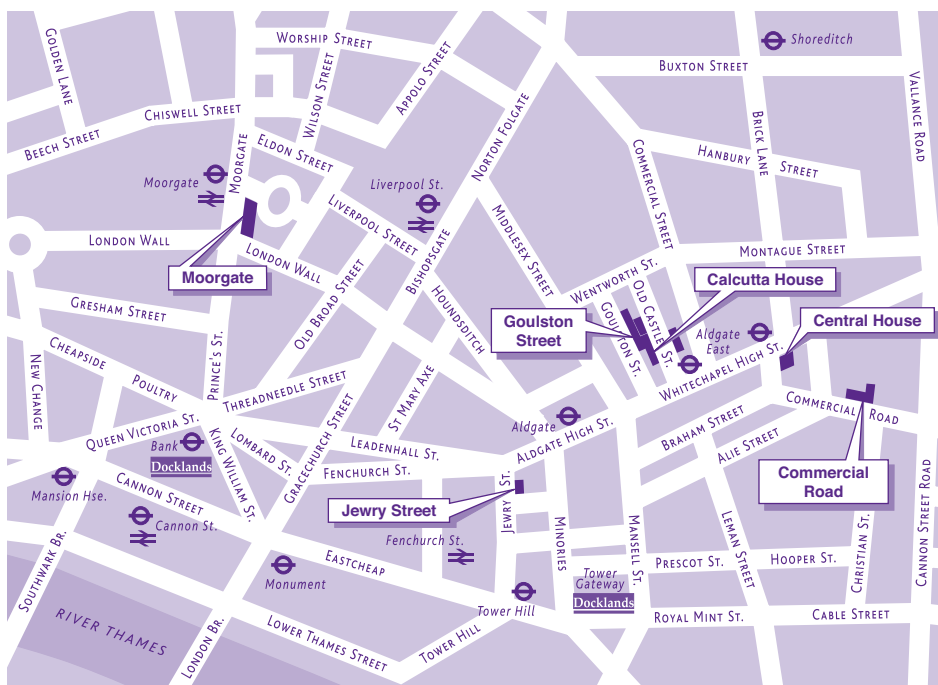 GOLDEN LANE
WORSHIP STREET
Shoreditch
BUXTON STREET
WILSON STREET
APPOLO STREET
VALLANCE ROAD
CHISWELL STREET
BEECH STREET
NORTON FOLGATE
BRICK LANE
MOORGATE
ELDON STREET
COMMERCIAL STREET
HANBURY STREET
Moorgate
Liverpool St.
LIVERPOOL STREET
MIDDLESEX STREET
LONDON WALL
LONDON WALL
BISHOPSGATE
MONTAGUE STREET
Moorgate
WENTWORTH ST.
Calcutta House
OLD BROAD STREET
HOUNDSDITCH
OLD CASTLE ST.
GRESHAM STREET
Goulston
Street
GOULSTON ST.
Aldgate
East
Central House
CHEAPSIDE
PRINCE'S ST.
WHITECHAPEL HIGH ST.
NEW CHANGE
POULTRY
THREADNEEDLE STREET
ST MARY AXE
COMMERCIAL ROAD
QUEEN VICTORIA ST.
KING WILLIAM ST.
LOMBARD ST.
GRACECHURCH STREET
LEADENHALL ST.
Aldgate
ALDGATE HIGH ST.
BRAHAM STREET
ALIE STREET
Bank
Docklands
FENCHURCH ST.
Commercial
Road
Mansion Hse.
CANNON STREET
Jewry Street
JEWRY ST.
CANNON STREET ROAD
Cannon St.
Fenchurch St.
MINORIES
MANSELL ST.
LEMAN STREET
CHRISTIAN ST.
SOUTHWARK BR.
EASTCHEAP
PRESCOT ST.
HOOPER ST.
Monument
Tower
Gateway
Docklands
Tower Hill
RIVER THAMES
LONDON BR.
LOWER THAMES STREET
TOWER HILL
ROYAL MINT ST.
CABLE STREET